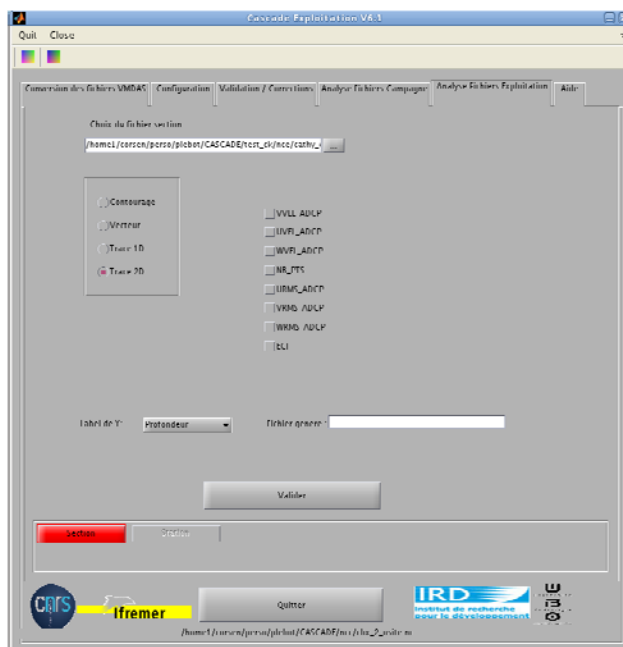 Cascade Exploitation V6.1
Quit Close
Conversion des fichiers VMDAS Configuration Validation / Corrections Analyse Fichiers Campagne Analyse Fichiers Exploitation Aide
Choix du fichier section
/home1/corsen/perso/plebot/CASCADE/test_ck/nce/cathy_ ...
Contourage
Vecteur
Trace 1D
Trace 2D
VVEL_ADCP
UVEL_ADCP
WVEL_ADCP
NB_PTS
URMS_ADCP
VRMS_ADCP
WRMS_ADCP
ECI
Label de Y: Profondeur Fichier genere :
Valider
Section Station
cnrs Ifremer Quitter IRD
Institut de recherche
pour le développement
UBO
/home1/corsen/perso/plebot/CASCADE/